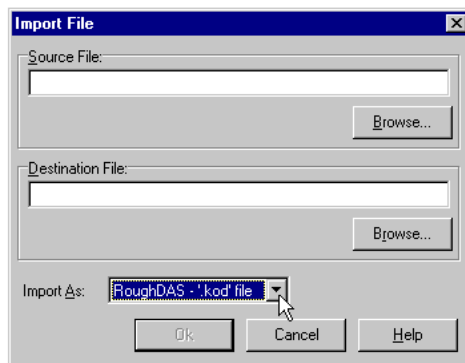 Import File
Source File:
Browse...
Destination File:
Browse...
Import As: RoughDAS - '.kod' file
Ok Cancel Help